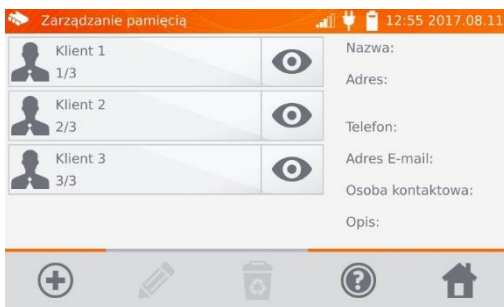 Zarządzanie pamięcią
12:55 2017.08.11
Klient 1
1/3
Klient 2
2/3
Klient 3
3/3
Nazwa:
Adres:
Telefon:
Adres E-mail:
Osoba kontaktowa:
Opis: